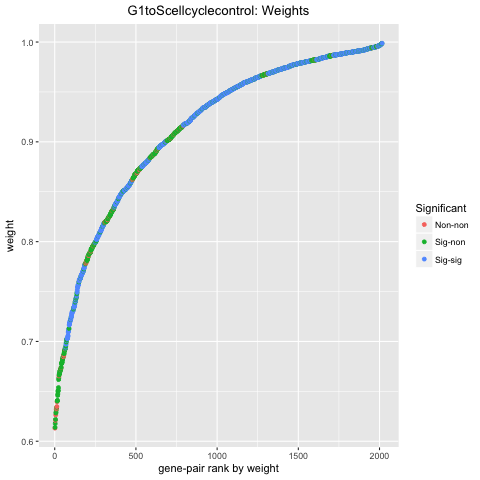 G1toScellcyclecontrol: Weights
weight
1.0
0.9
0.8
0.7
0.6
0
500
1000
1500
2000
gene-pair rank by weight
Significant
Non-non
Sig-non
Sig-sig